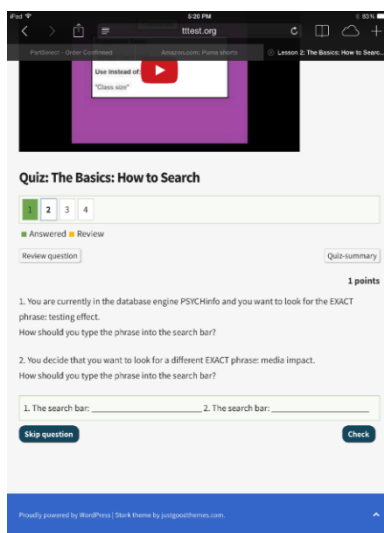 iPad
5:20 PM
83%
tttest.org
PartSelect - Order Confirmed
Amazon.com: Puma shorts
Lesson 2: The Basics: How to Searc...
Use instead of
"Class size"
Quiz: The Basics: How to Search
1 2 3 4
Answered Review
Review question
Quiz-summary
1 points
1. You are currently in the database engine PSYCHinfo and you want to look for the EXACT
phrase: testing effect.
How should you type the phrase into the search bar?
2. You decide that you want to look for a different EXACT phrase: media impact.
How should you type the phrase into the search bar?
1. The search bar: ________________________ 2. The search bar: ____________________
Skip question
Check
Proudly powered by WordPress | Stork theme by justgoodthemes.com.